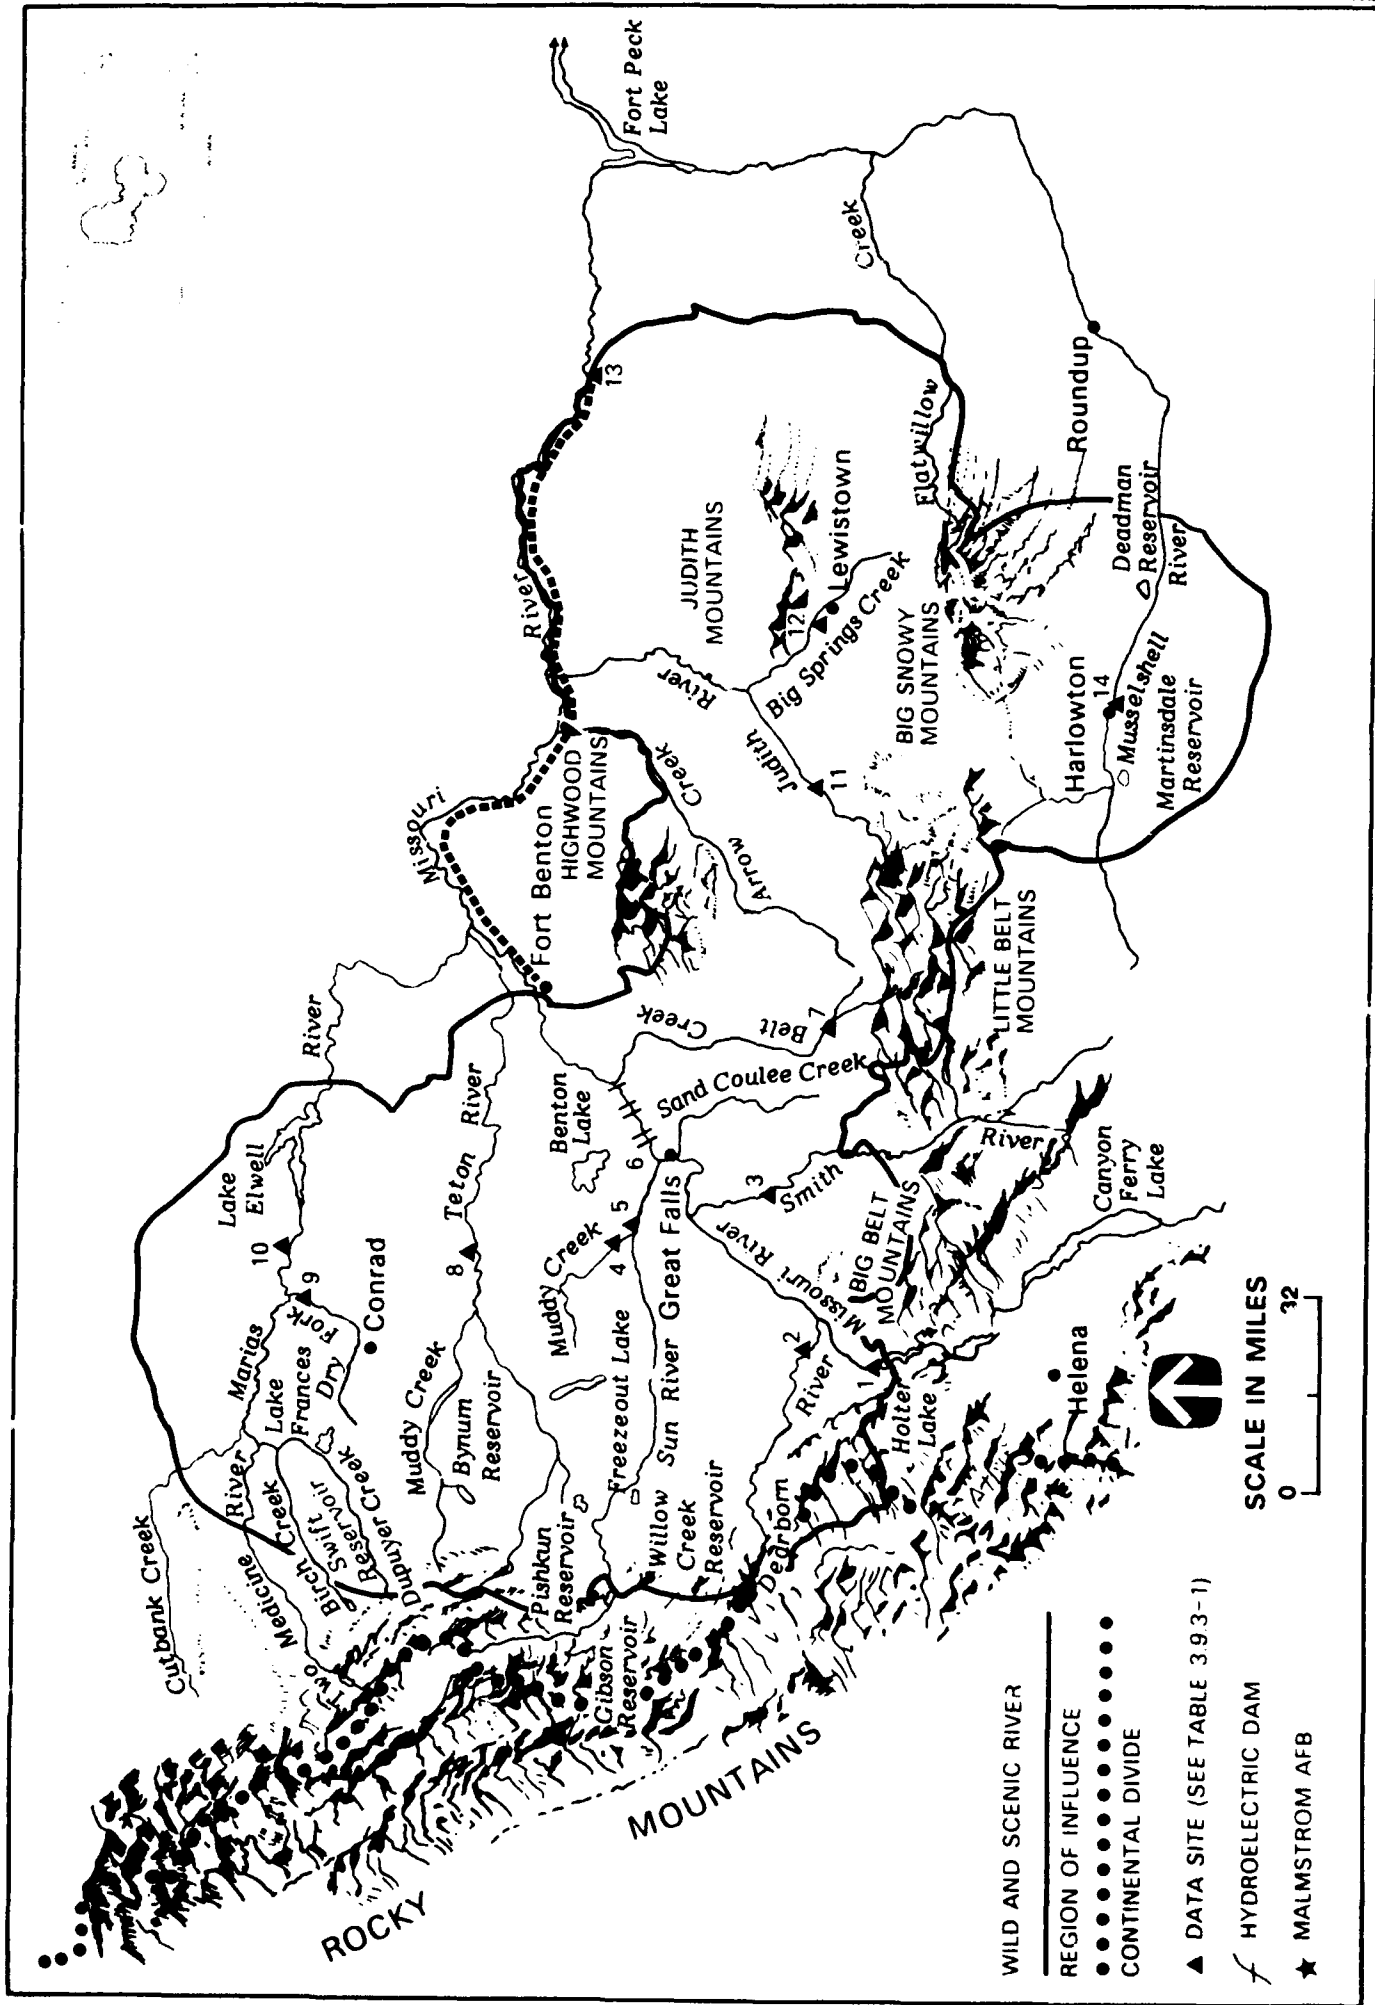 Cutbank Creek
Two
Medicine
River
Marias
River
Birch
Creek
Swift
Reservoir
Dupuyer Creek
Lake
Frances
Dry
Fork
9
10
Lake
Elwell
Conrad
Muddy Creek
Bynum
Reservoir
8
Teton
River
Pishkun
Reservoir
Freezeout Lake
Muddy Creek
4
5
6
Benton
Lake
Gibson
Reservoir
Willow
Creek
Reservoir
Sun River
Great Falls
Sand Coulee Creek
Belt
Creek
7
Dearborn
River
2
1
Holter
Lake
Missouri River
3
Smith
River
BIG BELT
MOUNTAINS
Canyon
Ferry
Lake
Helena
ROCKY
MOUNTAINS
Missouri
River
Fort Benton
HIGHWOOD
MOUNTAINS
Arrow
Creek
Judith
River
11
JUDITH
MOUNTAINS
12
Lewistown
Big Springs Creek
BIG SNOWY
MOUNTAINS
LITTLE BELT
MOUNTAINS
13
Fort Peck
Lake
Flatwillow
Creek
Roundup
Deadman
Reservoir
River
Harlowton
14
Musselshell
Martinsdale
Reservoir
WILD AND SCENIC RIVER
REGION OF INFLUENCE
CONTINENTAL DIVIDE
DATA SITE (SEE TABLE 3.9.3-1)
HYDROELECTRIC DAM
MALMSTROM AFB
SCALE IN MILES
0 32